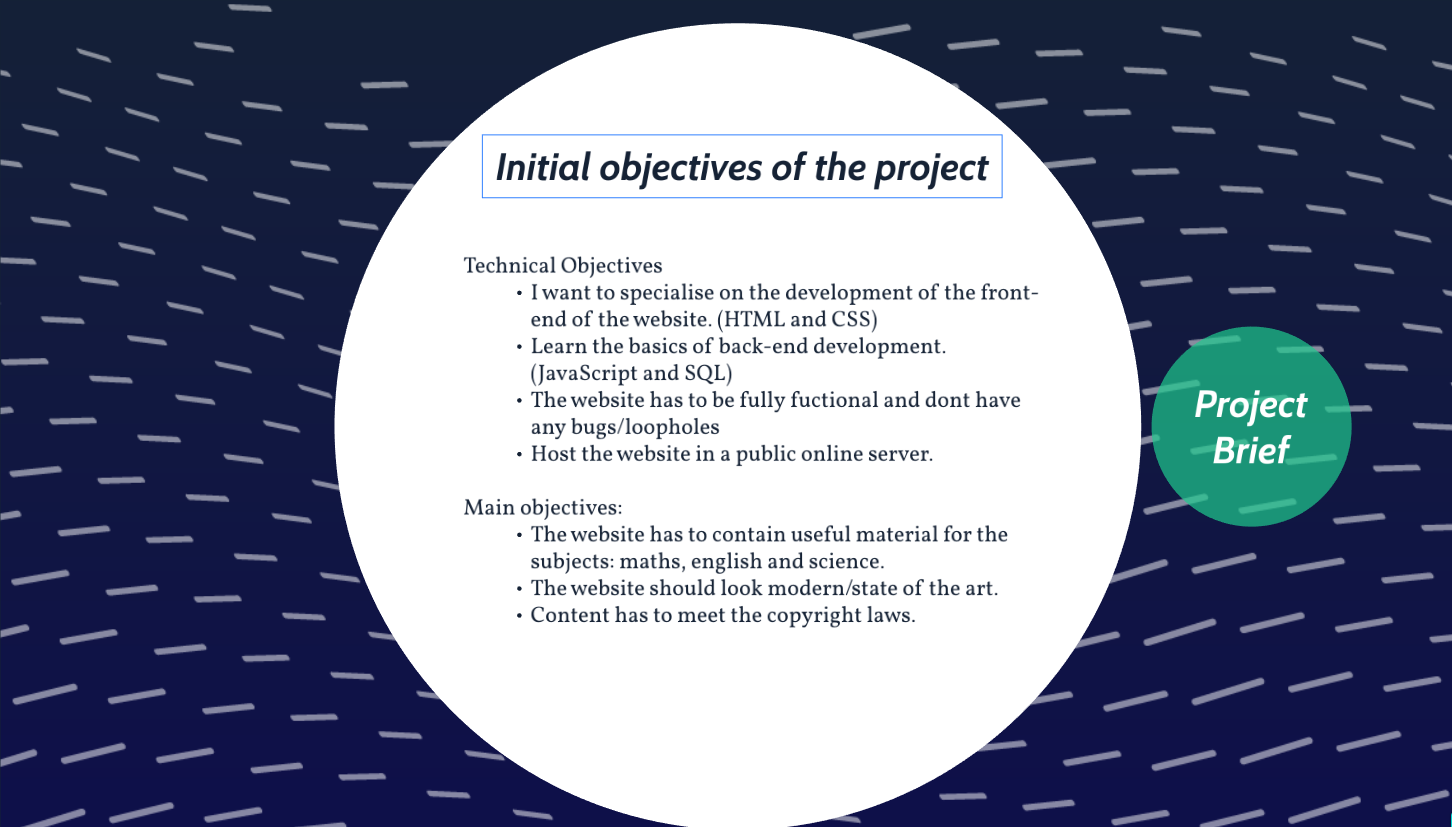 Initial objectives of the project
Technical Objectives
• I want to specialise on the development of the front-
end of the website. (HTML and CSS)
• Learn the basics of back-end development.
(JavaScript and SQL)
• The website has to be fully fuctional and dont have
any bugs/loopholes
• Host the website in a public online server.
Main objectives:
• The website has to contain useful material for the
subjects: maths, english and science.
• The website should look modern/state of the art.
• Content has to meet the copyright laws.
Project
Brief